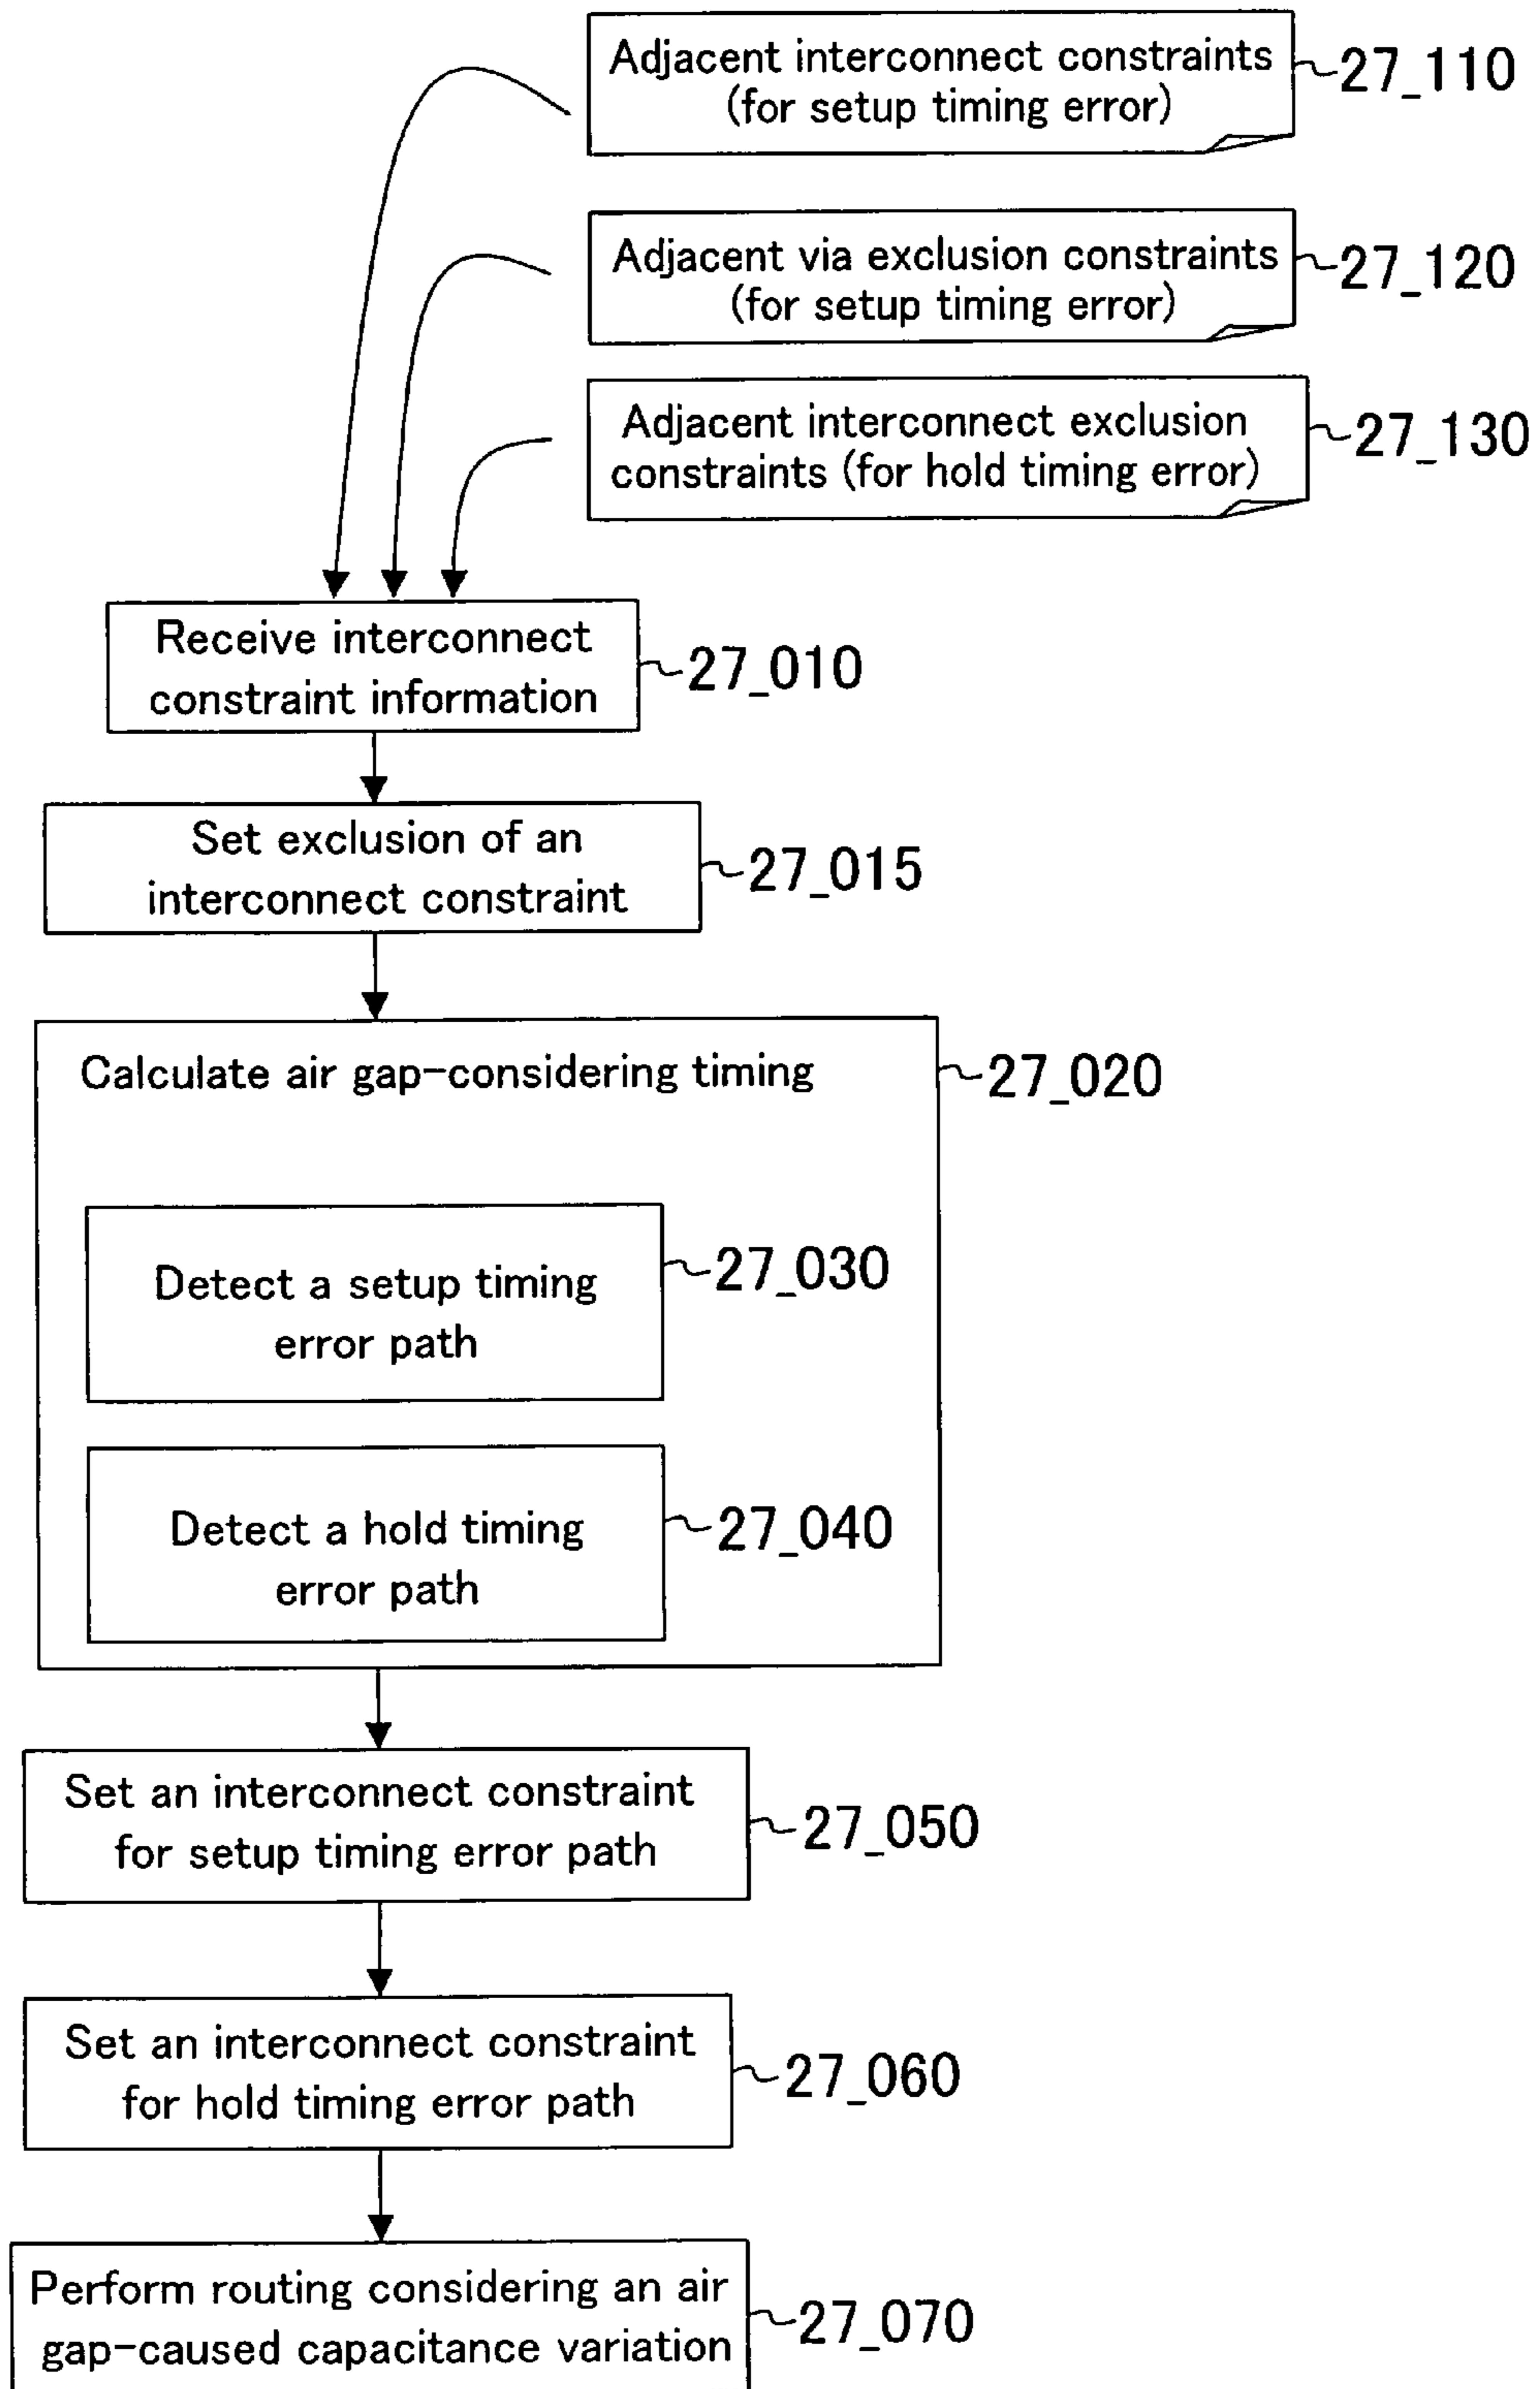 Adjacent interconnect constraints
(for setup timing error)
27_110
Adjacent via exclusion constraints
(for setup timing error)
27_120
Adjacent interconnect exclusion
constraints (for hold timing error)
27_130
Receive interconnect
constraint information
27_010
Set exclusion of an
interconnect constraint
27_015
Calculate air gap-considering timing
27_020
Detect a setup timing
error path
27_030
Detect a hold timing
error path
27_040
Set an interconnect constraint
for setup timing error path
27_050
Set an interconnect constraint
for hold timing error path
27_060
Perform routing considering an air
gap-caused capacitance variation
27_070